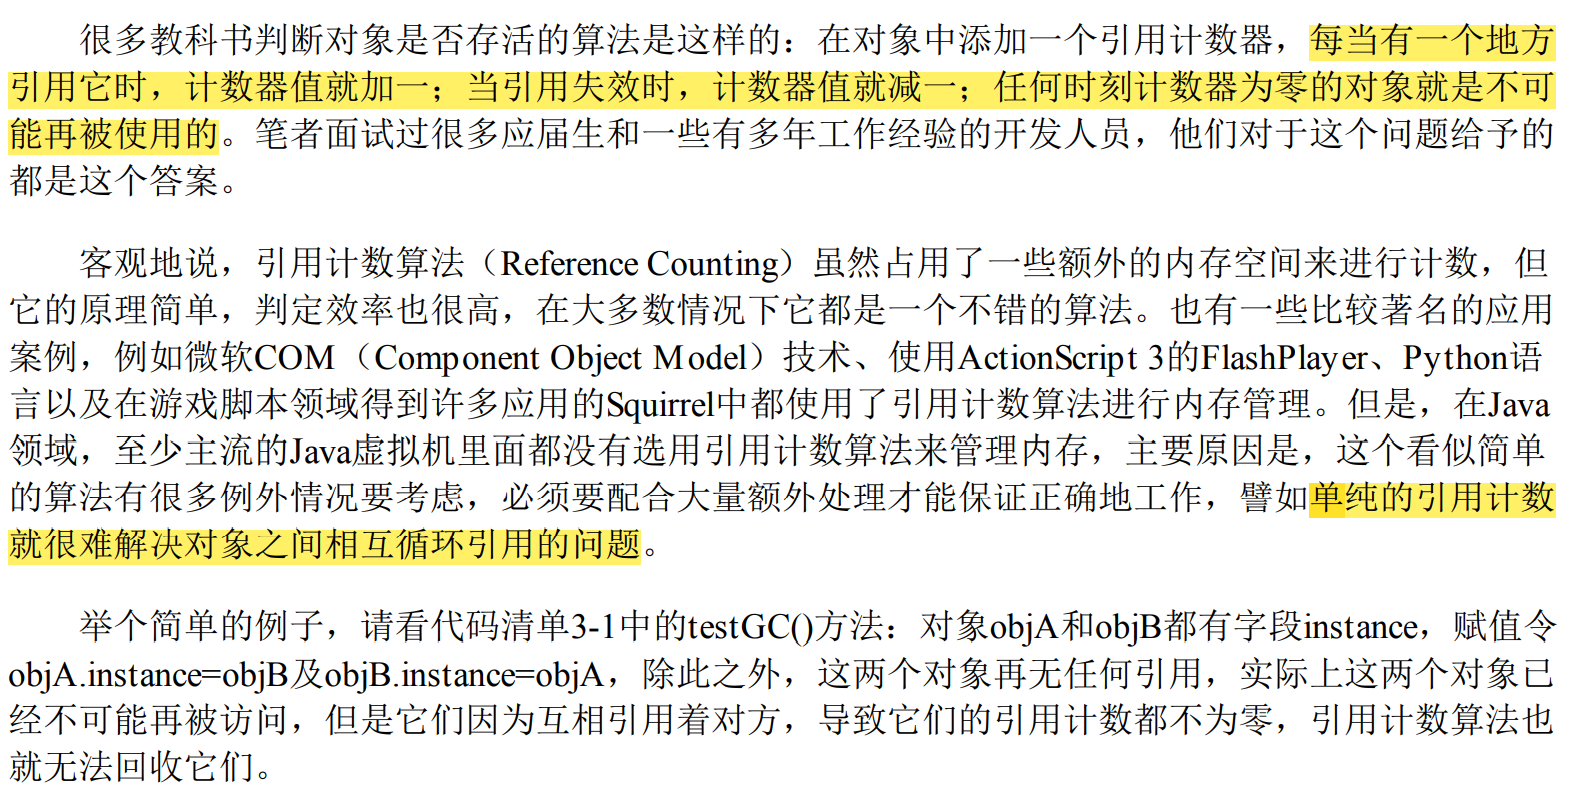 很多教科书判断对象是否存活的算法是这样的：在对象中添加一个引用计数器，每当有一个地方
引用它时，计数器值就加一；当引用失效时，计数器值就减一；任何时刻计数器为零的对象就是不可
能再被使用的。笔者面试过很多应届生和一些有多年工作经验的开发人员，他们对于这个问题给予的
都是这个答案。
客观地说，引用计数算法（Reference Counting）虽然占用了一些额外的内存空间来进行计数，但
它的原理简单，判定效率也很高，在大多数情况下它都是一个不错的算法。也有一些比较著名的应用
案例，例如微软COM（Component Object Model）技术、使用ActionScript 3的FlashPlayer、Python语
言以及在游戏脚本领域得到许多应用的Squirrel中都使用了引用计数算法进行内存管理。但是，在Java
领域，至少主流的Java虚拟机里面都没有选用引用计数算法来管理内存，主要原因是，这个看似简单
的算法有很多例外情况要考虑，必须要配合大量额外处理才能保证正确地工作，譬如单纯的引用计数
就很难解决对象之间相互循环引用的问题。
举个简单的例子，请看代码清单3-1中的testGC()方法：对象objA和objB都有字段instance，赋值令
objA.instance=objB及objB.instance=objA，除此之外，这两个对象再无任何引用，实际上这两个对象已
经不可能再被访问，但是它们因为互相引用着对方，导致它们的引用计数都不为零，引用计数算法也
就无法回收它们。